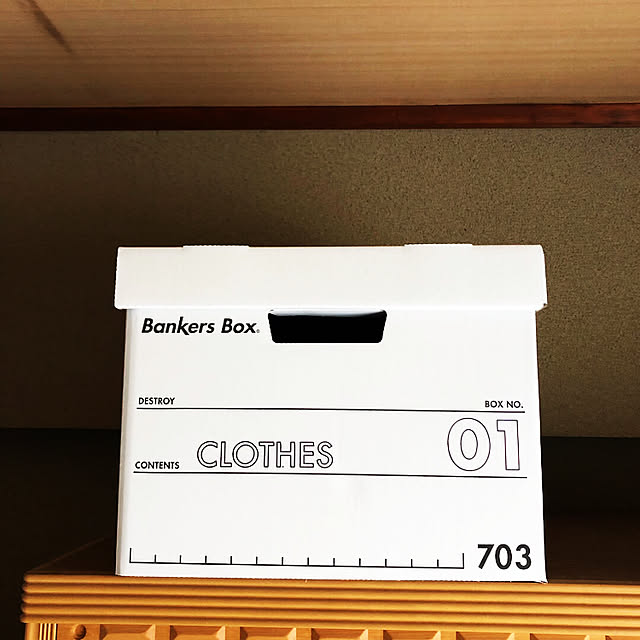 Bankers Box®
DESTROY
BOX NO.
CONTENTS CLOTHES 01
703